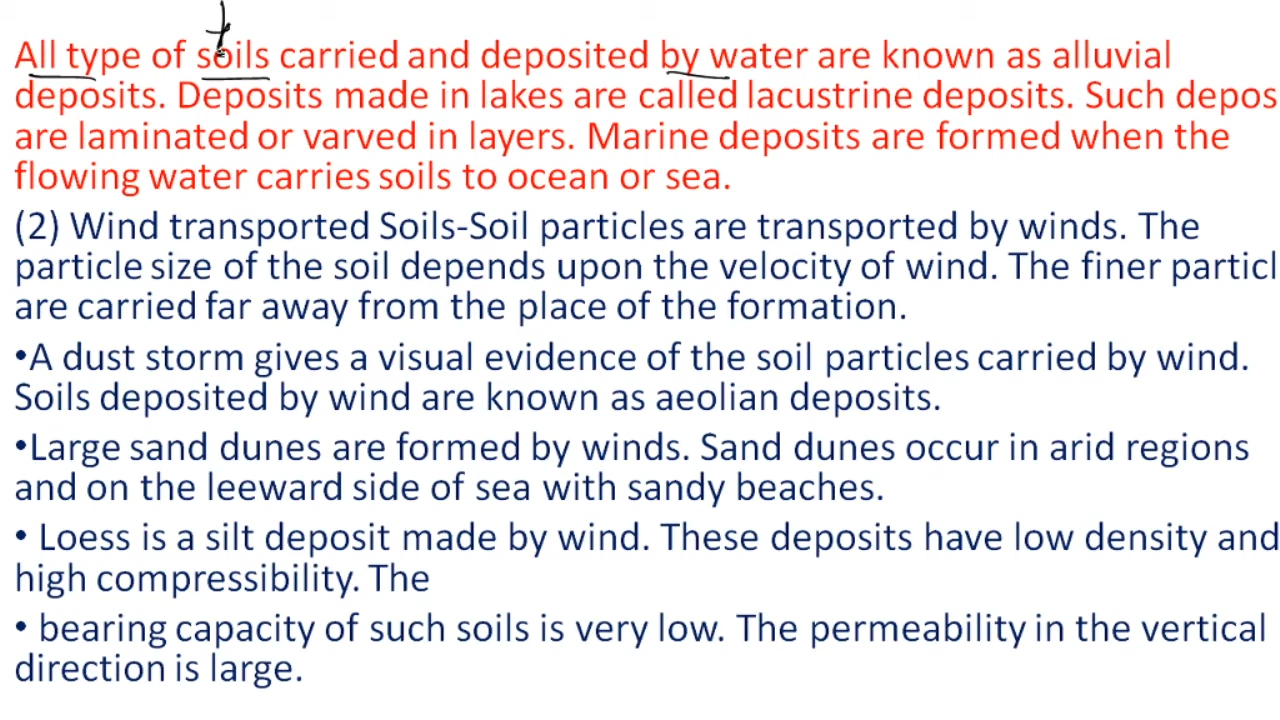 All type of soils carried and deposited by water are known as alluvial
deposits. Deposits made in lakes are called lacustrine deposits. Such depos
are laminated or varved in layers. Marine deposits are formed when the
flowing water carries soils to ocean or sea.
(2) Wind transported Soils-Soil particles are transported by winds. The
particle size of the soil depends upon the velocity of wind. The finer particl
are carried far away from the place of the formation.
•A dust storm gives a visual evidence of the soil particles carried by wind.
Soils deposited by wind are known as aeolian deposits.
•Large sand dunes are formed by winds. Sand dunes occur in arid regions
and on the leeward side of sea with sandy beaches.
• Loess is a silt deposit made by wind. These deposits have low density and
high compressibility. The
• bearing capacity of such soils is very low. The permeability in the vertical
direction is large.